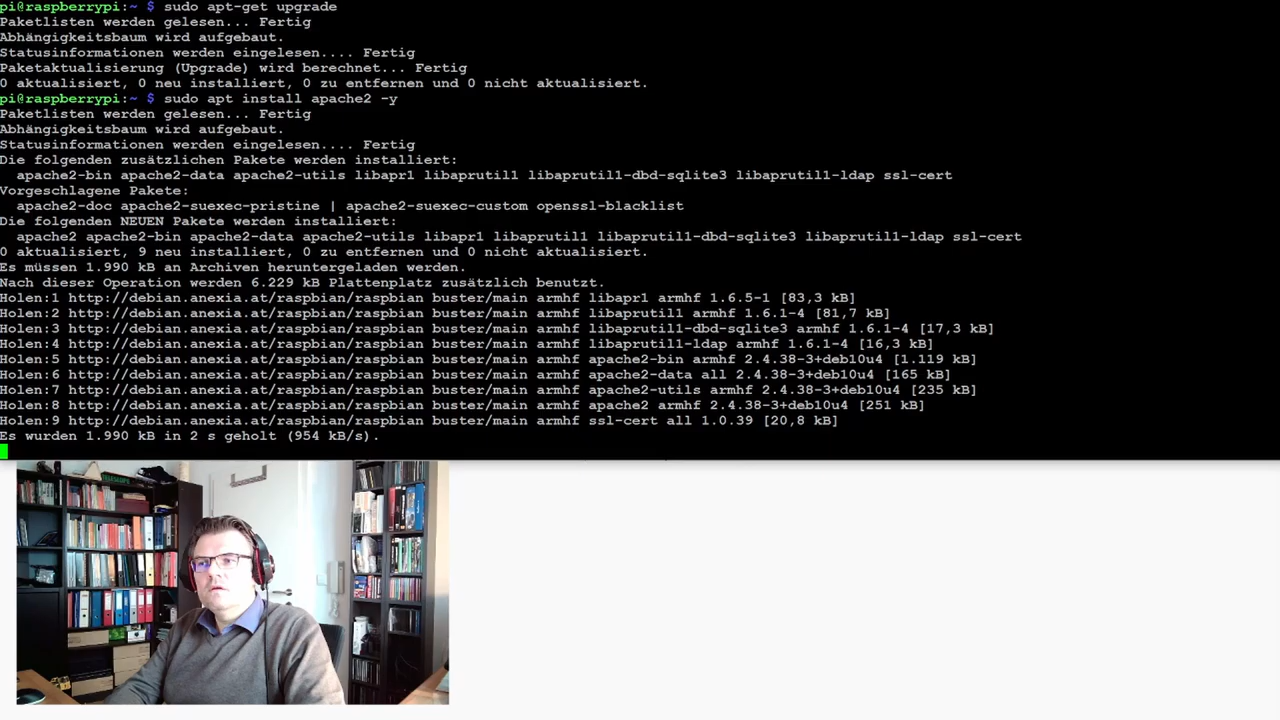 pi@raspberrypi:~ $ sudo apt-get upgrade
Paketlisten werden gelesen... Fertig
Abhängigkeitsbaum wird aufgebaut.
Statusinformationen werden eingelesen.... Fertig
Paketaktualisierung (Upgrade) wird berechnet... Fertig
0 aktualisiert, 0 neu installiert, 0 zu entfernen und 0 nicht aktualisiert.
pi@raspberrypi:~ $ sudo apt install apache2 -y
Paketlisten werden gelesen... Fertig
Abhängigkeitsbaum wird aufgebaut.
Statusinformationen werden eingelesen.... Fertig
Die folgenden zusätzlichen Pakete werden installiert:
  apache2-bin apache2-data apache2-utils libapr1 libaprutil1 libaprutil1-dbd-sqlite3 libaprutil1-ldap ssl-cert
Vorgeschlagene Pakete:
  apache2-doc apache2-suexec-pristine | apache2-suexec-custom openssl-blacklist
Die folgenden NEUEN Pakete werden installiert:
  apache2 apache2-bin apache2-data apache2-utils libapr1 libaprutil1 libaprutil1-dbd-sqlite3 libaprutil1-ldap ssl-cert
0 aktualisiert, 9 neu installiert, 0 zu entfernen und 0 nicht aktualisiert.
Es müssen 1.990 kB an Archiven heruntergeladen werden.
Nach dieser Operation werden 6.229 kB Plattenplatz zusätzlich benutzt.
Holen:1 http://debian.anexia.at/raspbian/raspbian buster/main armhf libapr1 armhf 1.6.5-1 [83,3 kB]
Holen:2 http://debian.anexia.at/raspbian/raspbian buster/main armhf libaprutil1 armhf 1.6.1-4 [81,7 kB]
Holen:3 http://debian.anexia.at/raspbian/raspbian buster/main armhf libaprutil1-dbd-sqlite3 armhf 1.6.1-4 [17,3 kB]
Holen:4 http://debian.anexia.at/raspbian/raspbian buster/main armhf libaprutil1-ldap armhf 1.6.1-4 [16,3 kB]
Holen:5 http://debian.anexia.at/raspbian/raspbian buster/main armhf apache2-bin armhf 2.4.38-3+deb10u4 [1.119 kB]
Holen:6 http://debian.anexia.at/raspbian/raspbian buster/main armhf apache2-data all 2.4.38-3+deb10u4 [165 kB]
Holen:7 http://debian.anexia.at/raspbian/raspbian buster/main armhf apache2-utils armhf 2.4.38-3+deb10u4 [235 kB]
Holen:8 http://debian.anexia.at/raspbian/raspbian buster/main armhf apache2 armhf 2.4.38-3+deb10u4 [251 kB]
Holen:9 http://debian.anexia.at/raspbian/raspbian buster/main armhf ssl-cert all 1.0.39 [20,8 kB]
Es wurden 1.990 kB in 2 s geholt (954 kB/s).